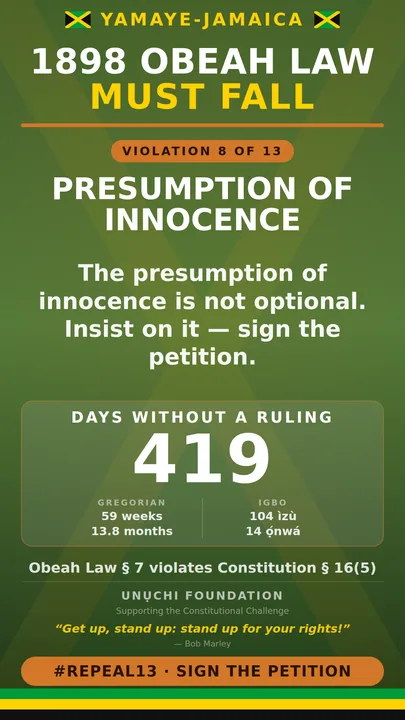 YAMAYE-JAMAICA
1898 OBEAH LAW
MUST FALL
VIOLATION 8 OF 13
PRESUMPTION OF
INNOCENCE
The presumption of
innocence is not optional.
Insist on it — sign the
petition.
DAYS WITHOUT A RULING
419
GREGORIAN
59 weeks
13.8 months
IGBO
104 ìzù
14 ọ́nwá
Obeah Law § 7 violates Constitution § 16(5)
UNỤCHI FOUNDATION
Supporting the Constitutional Challenge
“Get up, stand up: stand up for your rights!”
— Bob Marley
#REPEAL13 · SIGN THE PETITION